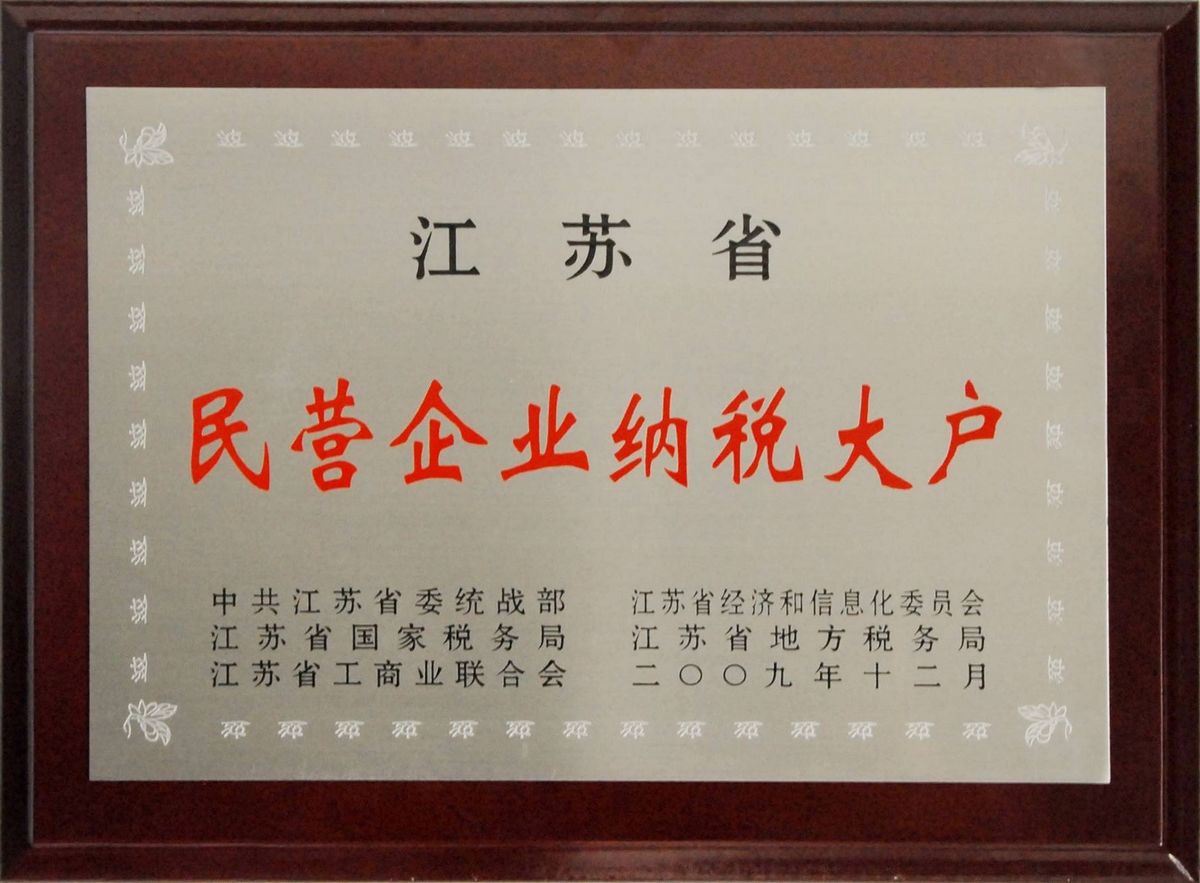 江苏省
民营企业纳税大户
中共江苏省委统战部 江苏省经济和信息化委员会
江苏省国家税务局 江苏省地方税务局
江苏省工商业联合会 二〇〇九年十二月